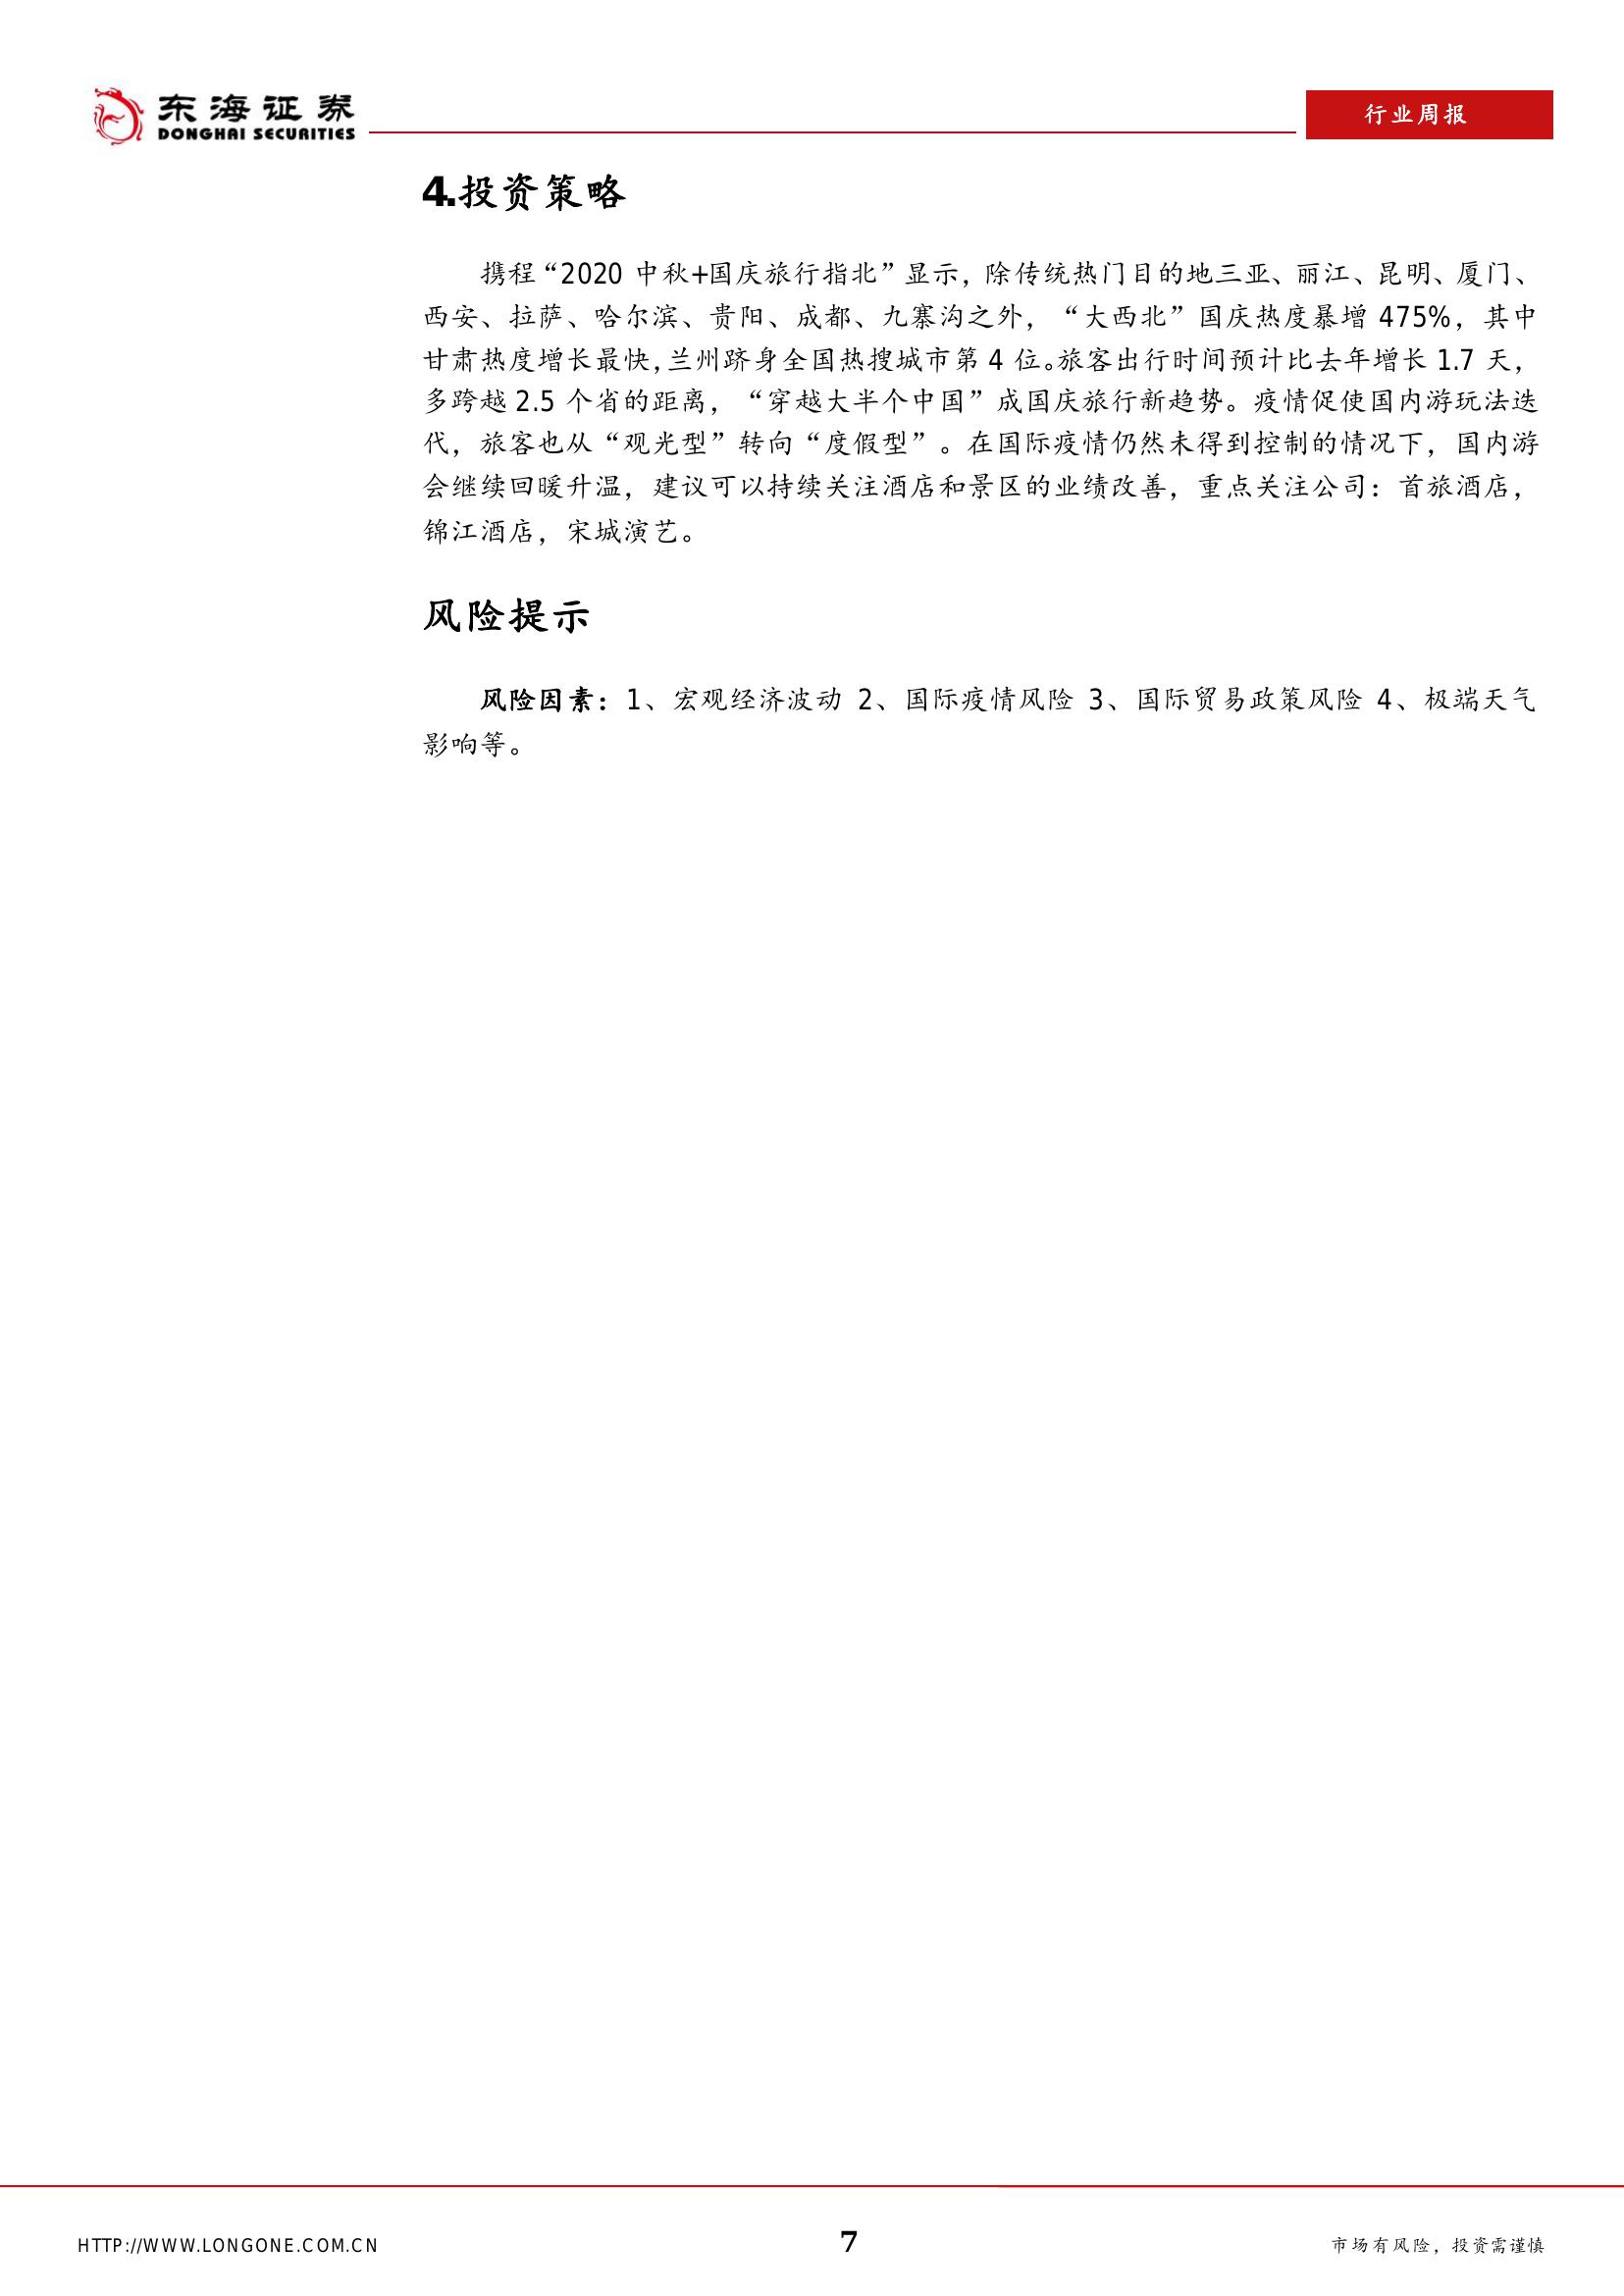 东海证券
DONGHAI SECURITIES
行业周报
4.投资策略
携程“2020 中秋+国庆旅行指北”显示，除传统热门目的地三亚、丽江、昆明、厦门、
西安、拉萨、哈尔滨、贵阳、成都、九寨沟之外，“大西北”国庆热度暴增 475%，其中
甘肃热度增长最快，兰州跻身全国热搜城市第 4 位。旅客出行时间预计比去年增长 1.7 天，
多跨越 2.5 个省的距离，“穿越大半个中国”成国庆旅行新趋势。疫情促使国内游玩法迭
代，旅客也从“观光型”转向“度假型”。在国际疫情仍然未得到控制的情况下，国内游
会继续回暖升温，建议可以持续关注酒店和景区的业绩改善，重点关注公司：首旅酒店，
锦江酒店，宋城演艺。
风险提示
风险因素：1、宏观经济波动 2、国际疫情风险 3、国际贸易政策风险 4、极端天气
影响等。
HTTP://WWW.LONGONE.COM.CN
7
市场有风险，投资需谨慎